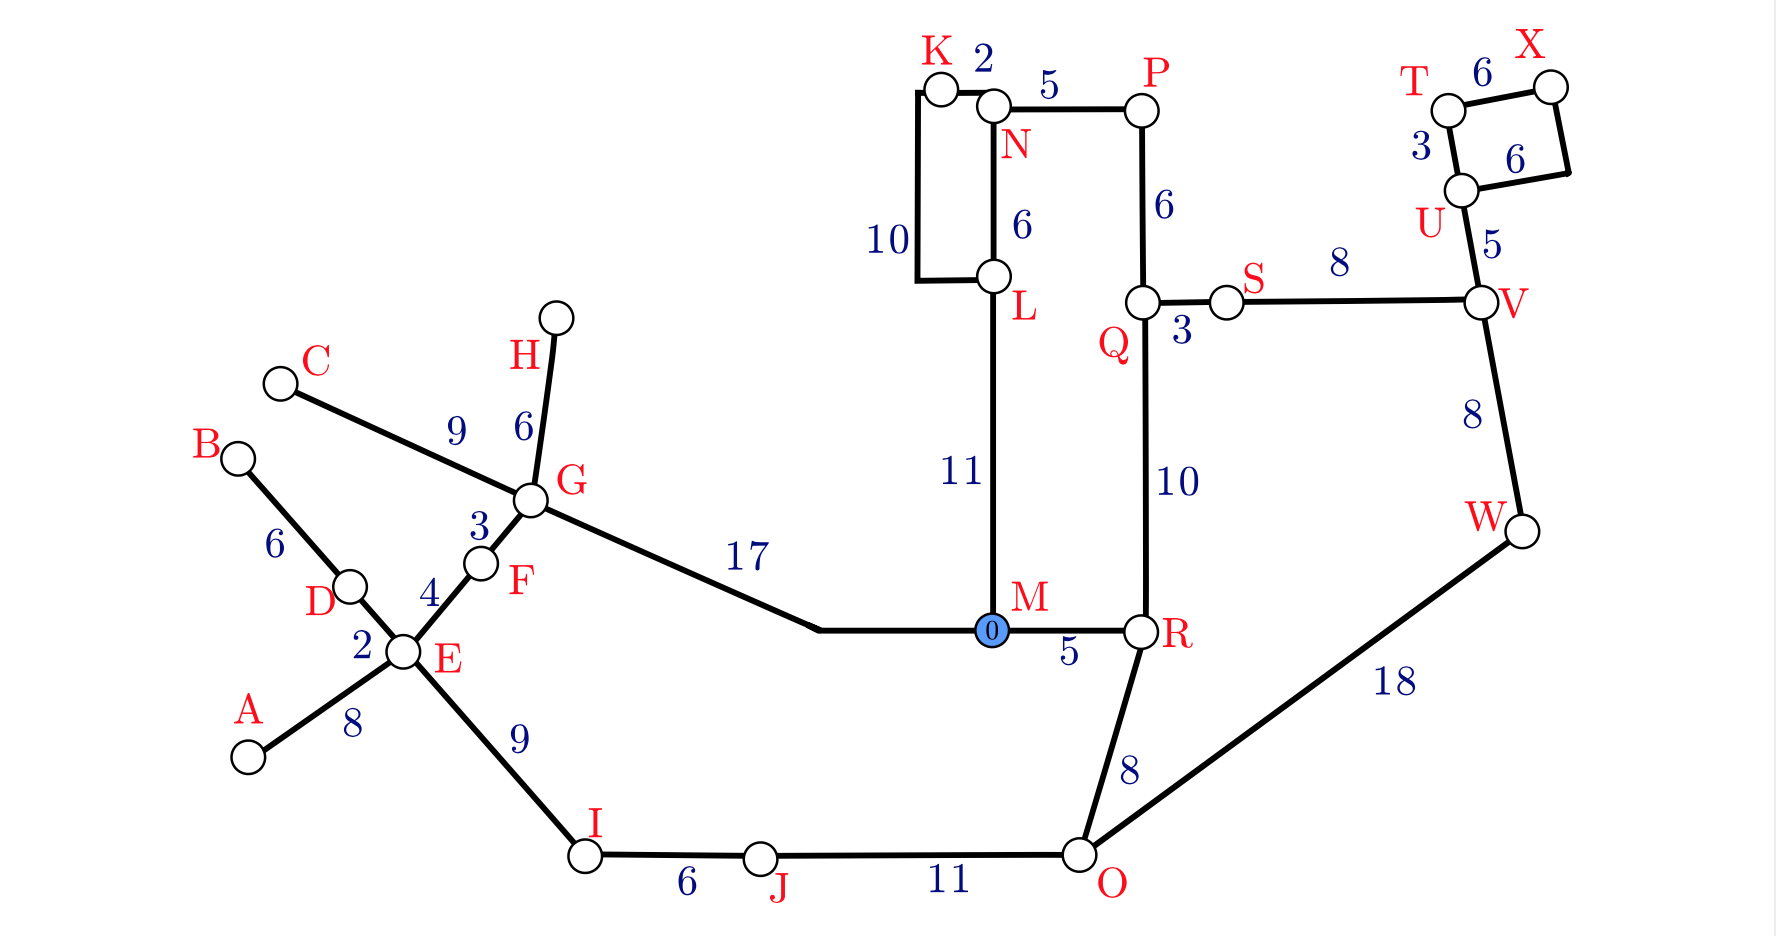 K 2 5 P T 6 X
N 3 6
10 6 6 U 5
L Q 3 S 8 V
C H
B 9 6 G 11 10 8
6 3 17 W
D 4 F M
2 E 0 5 R
A 8 9 18
I 8
6 J 11 O